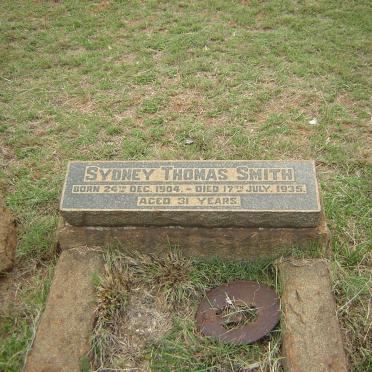 SYDNEY THOMAS SMITH
BORN 24TH DEC. 1904. - DIED 17TH JULY. 1935.
AGED 31 YEARS